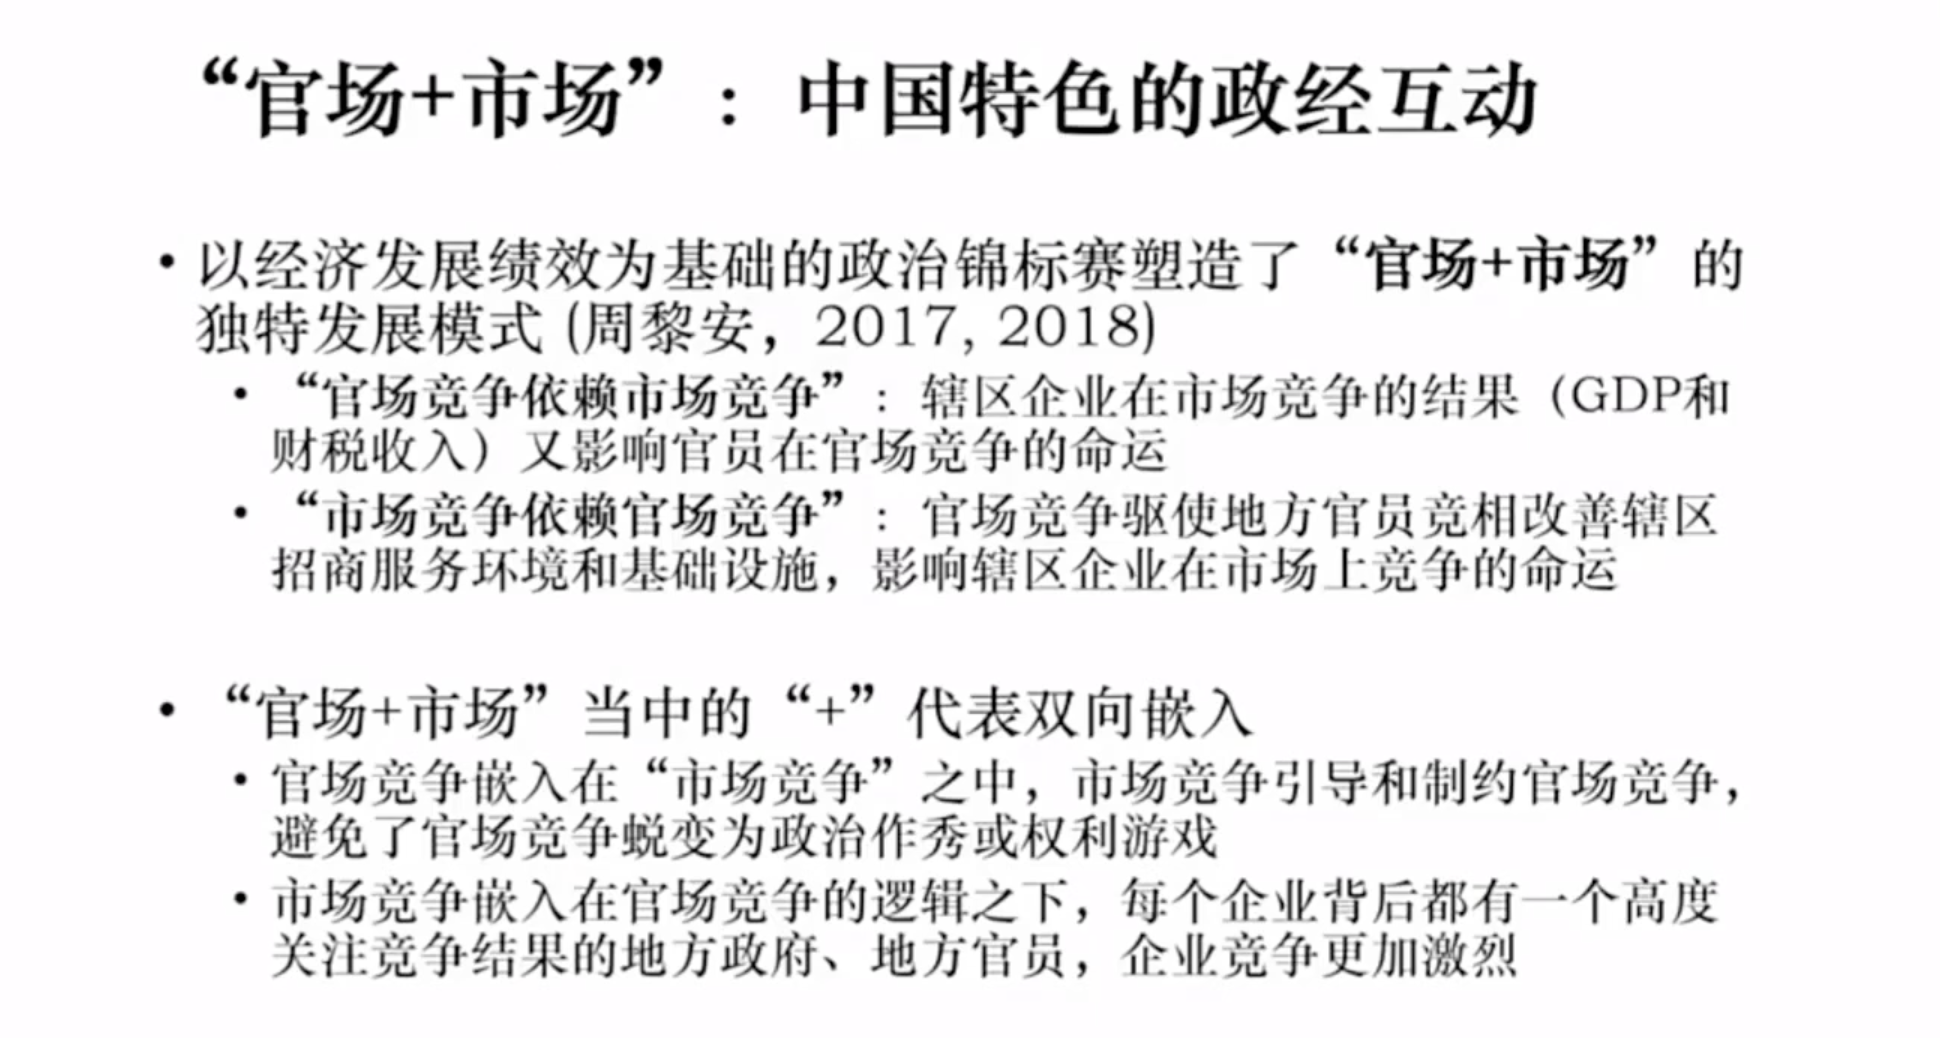 “官场+市场”：中国特色的政经互动
• 以经济发展绩效为基础的政治锦标赛塑造了“官场+市场”的
独特发展模式 (周黎安，2017, 2018)
• “官场竞争依赖市场竞争”：辖区企业在市场竞争的结果（GDP和
财税收入）又影响官员在官场竞争的命运
• “市场竞争依赖官场竞争”：官场竞争驱使地方官员竞相改善辖区
招商服务环境和基础设施，影响辖区企业在市场上竞争的命运
• “官场+市场”当中的“+”代表双向嵌入
• 官场竞争嵌入在“市场竞争”之中，市场竞争引导和制约官场竞争，
避免了官场竞争蜕变为政治作秀或权利游戏
• 市场竞争嵌入在官场竞争的逻辑之下，每个企业背后都有一个高度
关注竞争结果的地方政府、地方官员，企业竞争更加激烈